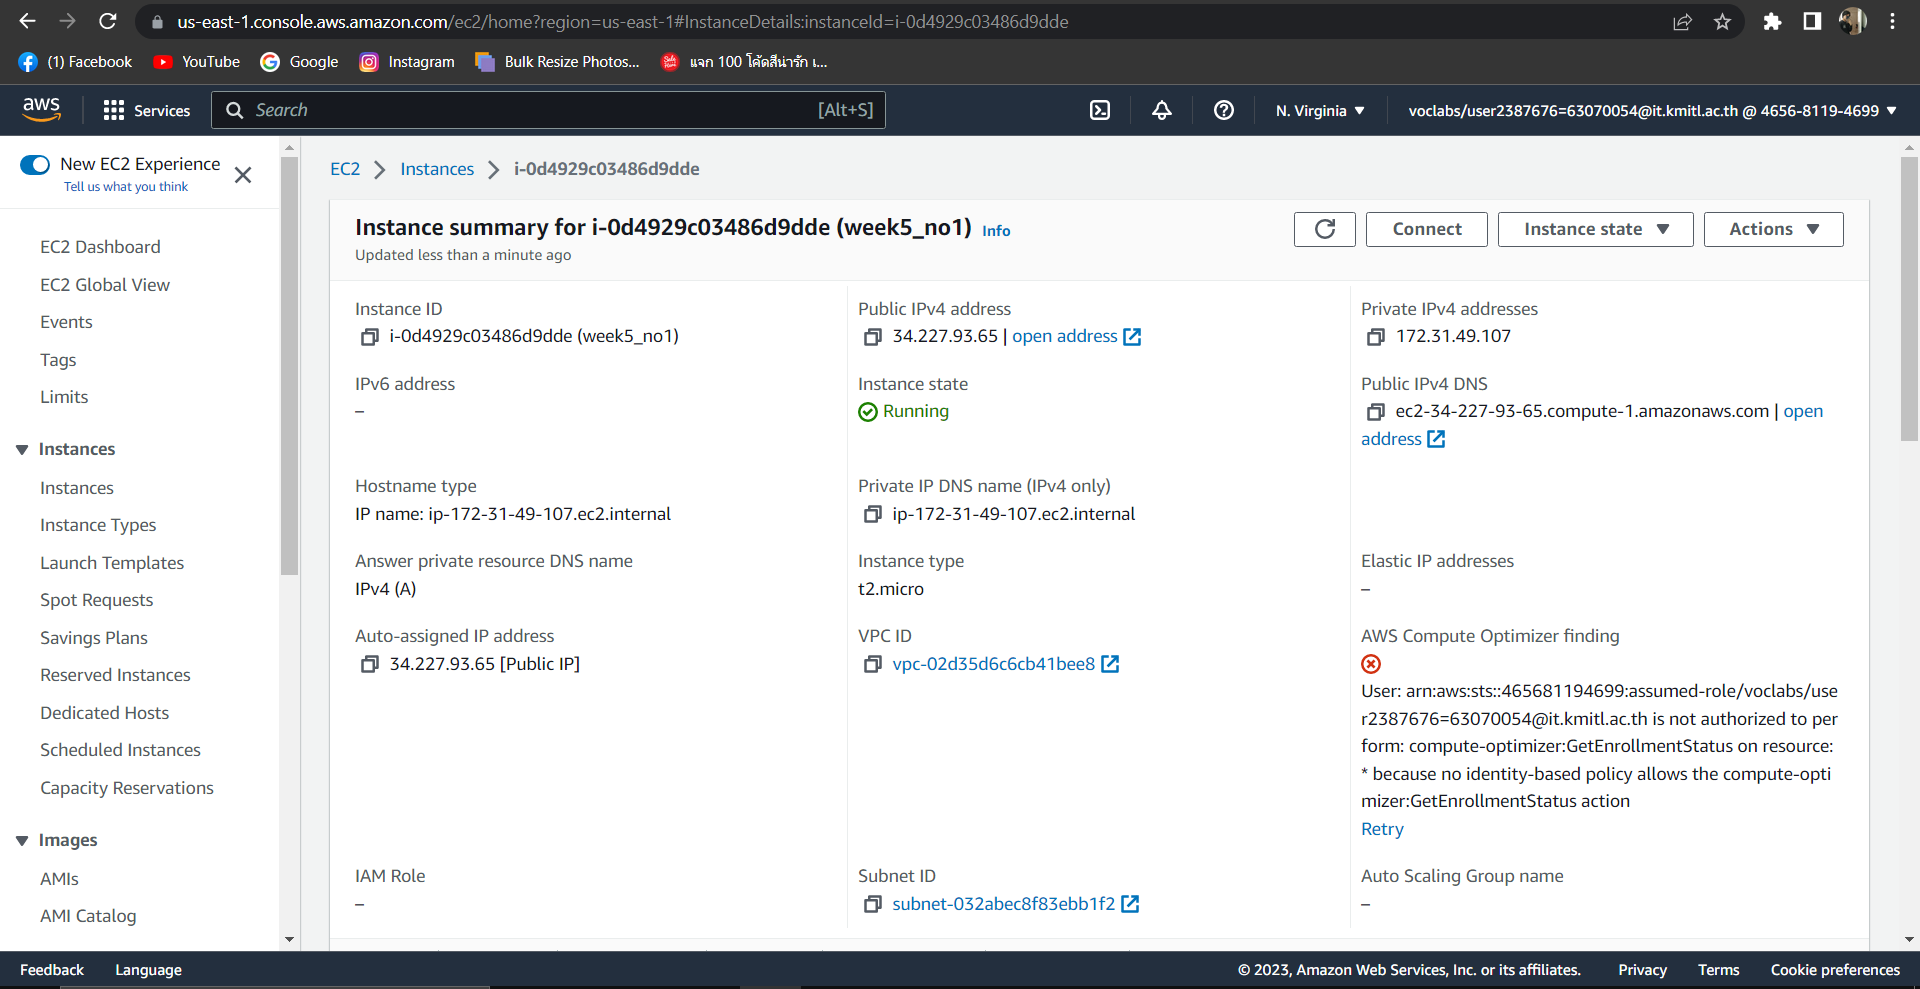 us-east-1.console.aws.amazon.com/ec2/home?region=us-east-1#InstanceDetails:instanceId=i-0d4929c03486d9dde
(1) Facebook
YouTube
Google
Instagram
Bulk Resize Photos...
แจก 100 โค้ดสีน่ารัก เ...
aws
Services
Search
[Alt+S]
N. Virginia
voclabs/user2387676=63070054@it.kmitl.ac.th @ 4656-8119-4699
New EC2 Experience
Tell us what you think
EC2 Dashboard
EC2 Global View
Events
Tags
Limits
Instances
Instances
Instance Types
Launch Templates
Spot Requests
Savings Plans
Reserved Instances
Dedicated Hosts
Scheduled Instances
Capacity Reservations
Images
AMIs
AMI Catalog
EC2
Instances
i-0d4929c03486d9dde
Instance summary for i-0d4929c03486d9dde (week5_no1) Info
Updated less than a minute ago
Connect
Instance state
Actions
Instance ID
i-0d4929c03486d9dde (week5_no1)
Public IPv4 address
34.227.93.65 | open address
Private IPv4 addresses
172.31.49.107
IPv6 address
–
Instance state
Running
Public IPv4 DNS
ec2-34-227-93-65.compute-1.amazonaws.com | open
address
Hostname type
IP name: ip-172-31-49-107.ec2.internal
Private IP DNS name (IPv4 only)
ip-172-31-49-107.ec2.internal
Answer private resource DNS name
IPv4 (A)
Instance type
t2.micro
Elastic IP addresses
–
Auto-assigned IP address
34.227.93.65 [Public IP]
VPC ID
vpc-02d35d6c6cb41bee8
AWS Compute Optimizer finding
User: arn:aws:sts::465681194699:assumed-role/voclabs/use
r2387676=63070054@it.kmitl.ac.th is not authorized to per
form: compute-optimizer:GetEnrollmentStatus on resource:
* because no identity-based policy allows the compute-opti
mizer:GetEnrollmentStatus action
Retry
IAM Role
–
Subnet ID
subnet-032abec8f83ebb1f2
Auto Scaling Group name
–
Feedback
Language
© 2023, Amazon Web Services, Inc. or its affiliates.
Privacy
Terms
Cookie preferences